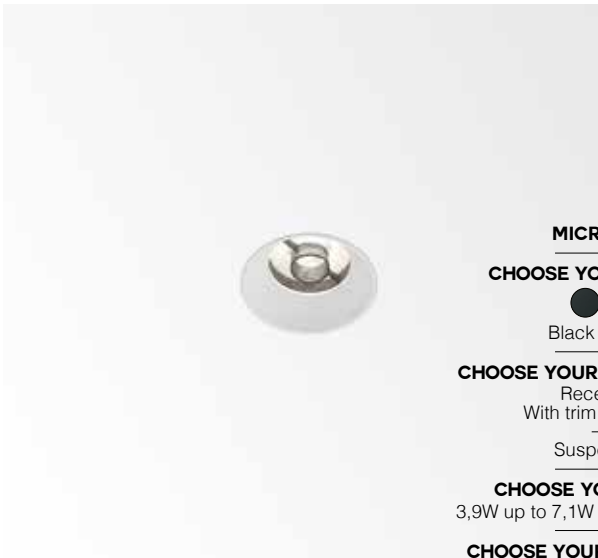 MICR
CHOOSE YO
Black
CHOOSE YOUR
Rece
With trim
Suspe
CHOOSE YO
3,9W up to 7,1W
CHOOSE YOUR